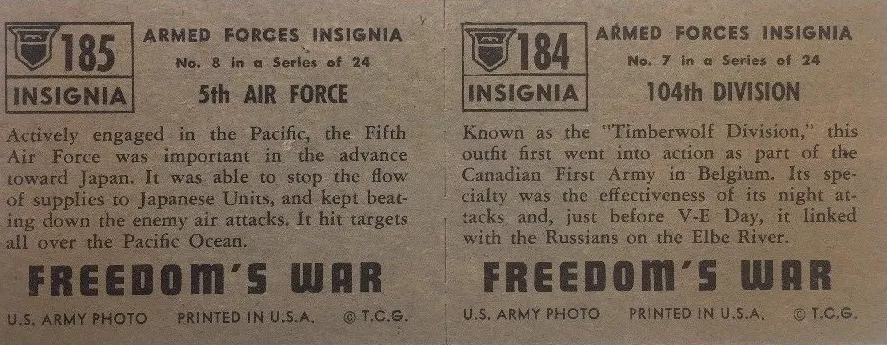 185
INSIGNIA
ARMED FORCES INSIGNIA
No. 8 in a Series of 24
5th AIR FORCE
Actively engaged in the Pacific, the Fifth
Air Force was important in the advance
toward Japan. It was able to stop the flow
of supplies to Japanese Units, and kept beat-
ing down the enemy air attacks. It hit targets
all over the Pacific Ocean.
FREEDOM'S WAR
U.S. ARMY PHOTO PRINTED IN U.S.A. © T.C.G.
184
INSIGNIA
ARMED FORCES INSIGNIA
No. 7 in a Series of 24
104th DIVISION
Known as the "Timberwolf Division," this
outfit first went into action as part of the
Canadian First Army in Belgium. Its spe-
cialty was the effectiveness of its night at-
tacks and, just before V-E Day, it linked
with the Russians on the Elbe River.
FREEDOM'S WAR
U.S. ARMY PHOTO PRINTED IN U.S.A. © T.C.G.